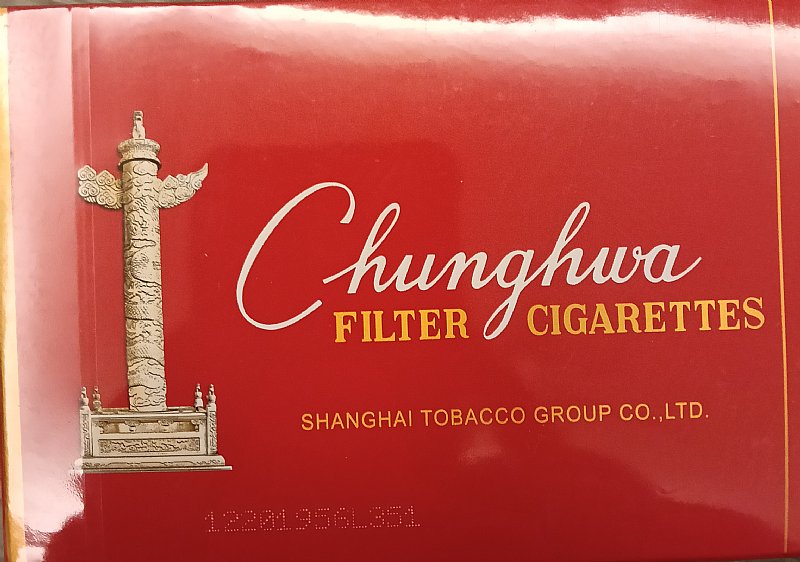 Chunghwa
FILTER CIGARETTES
SHANGHAI TOBACCO GROUP CO.,LTD.
12201956L351